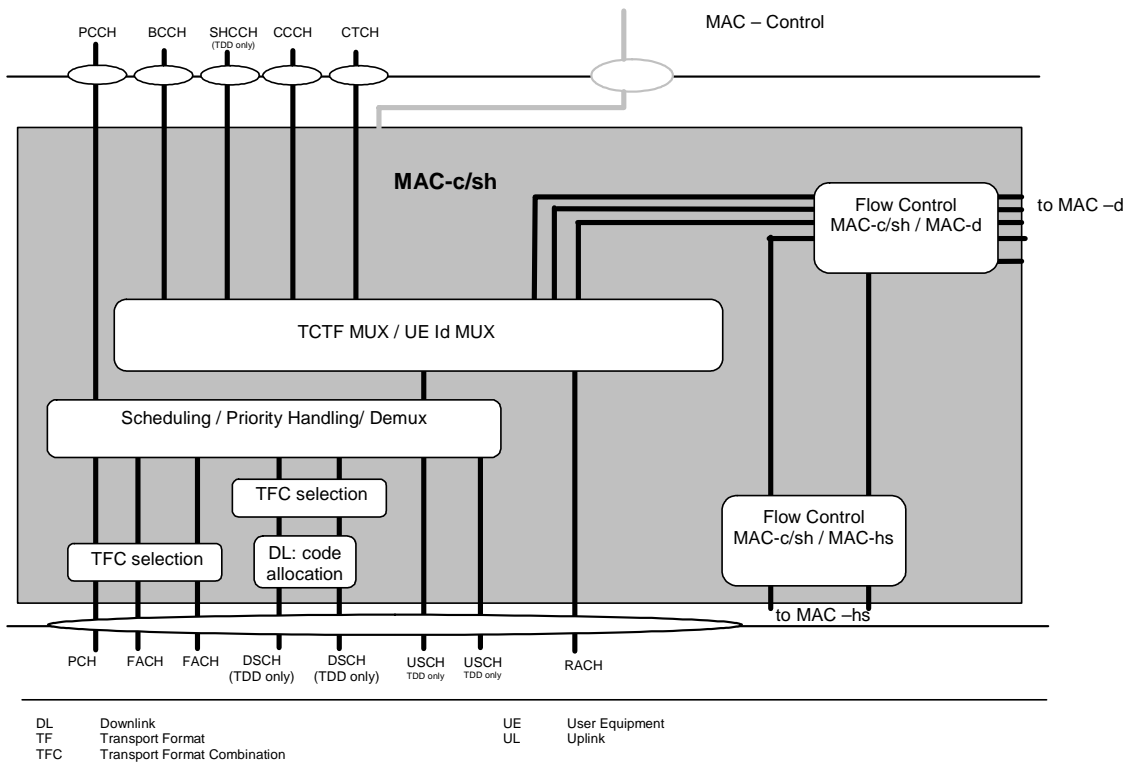 MAC – Control
PCCH BCCH SHCCH CCCH CTCH
(TDD only)
MAC-c/sh
Flow Control
MAC-c/sh / MAC-d
to MAC –d
TCTF MUX / UE Id MUX
Scheduling / Priority Handling/ Demux
TFC selection
Flow Control
MAC-c/sh / MAC-hs
TFC selection
DL: code
allocation
to MAC –hs
PCH FACH FACH DSCH DSCH USCH USCH RACH
(TDD only) (TDD only) TDD only TDD only
DL Downlink UE User Equipment
TF Transport Format UL Uplink
TFC Transport Format Combination